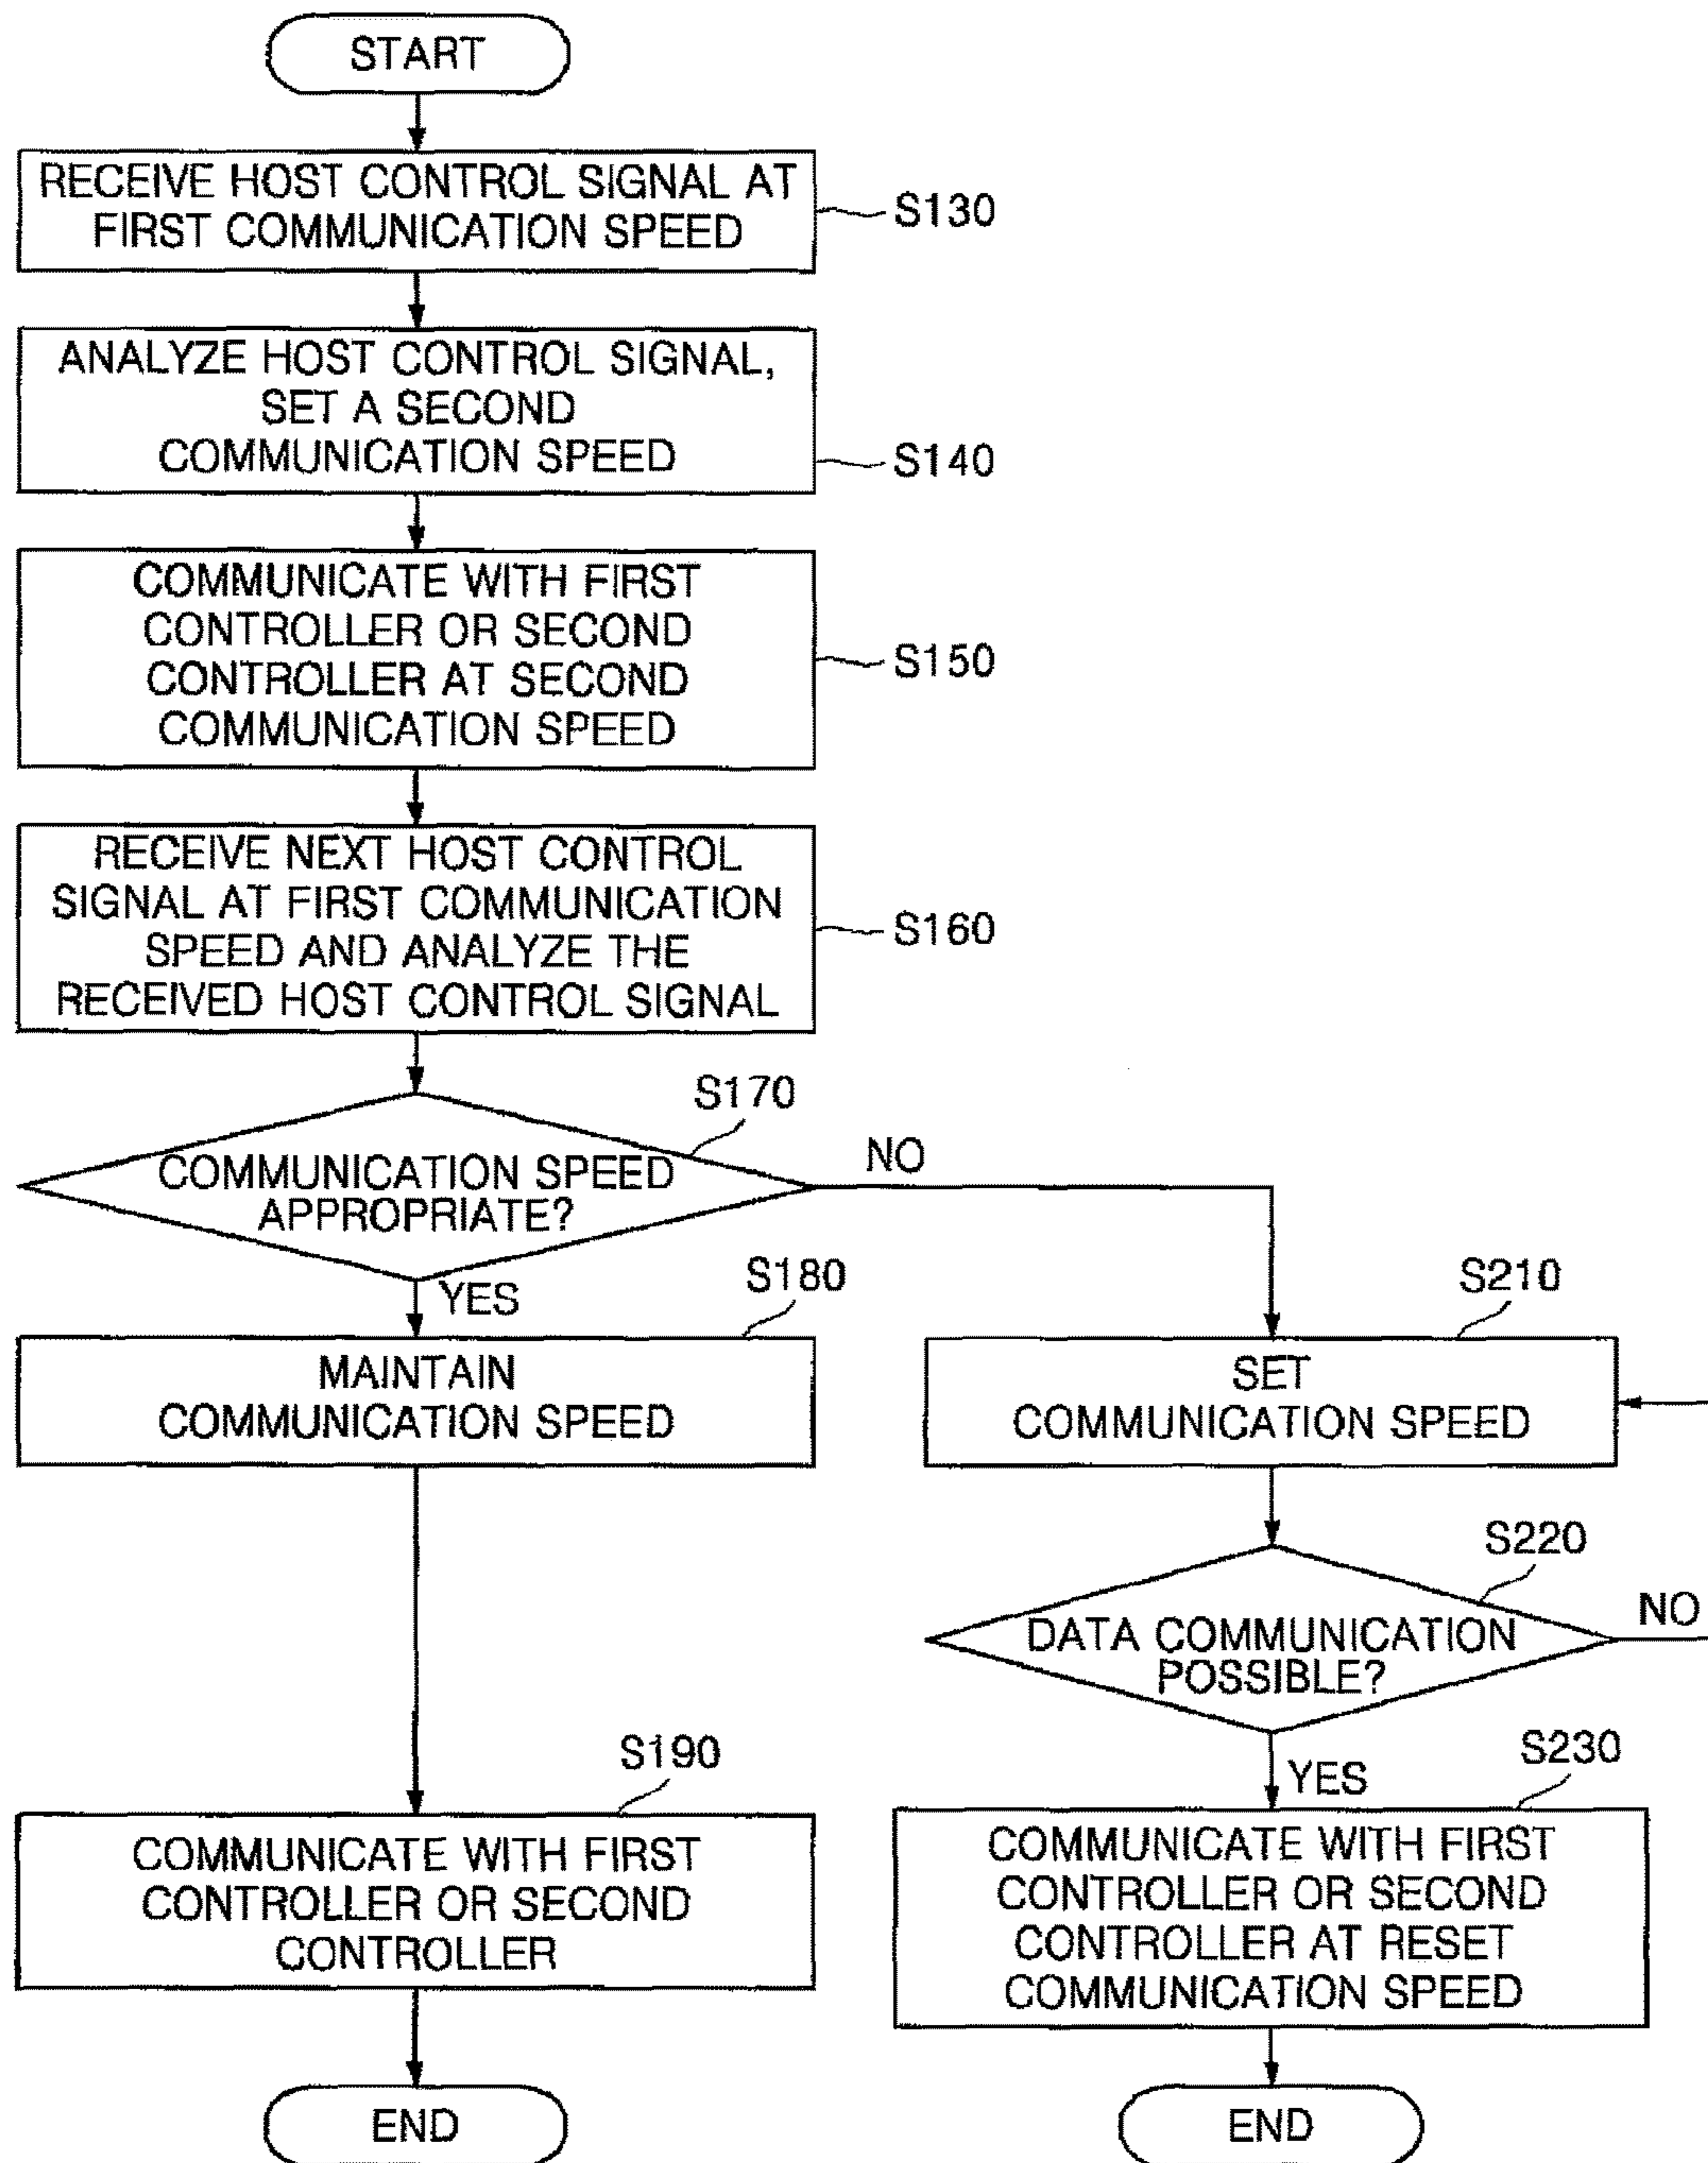 START
RECEIVE HOST CONTROL SIGNAL AT
FIRST COMMUNICATION SPEED
S130
ANALYZE HOST CONTROL SIGNAL,
SET A SECOND
COMMUNICATION SPEED
S140
COMMUNICATE WITH FIRST
CONTROLLER OR SECOND
CONTROLLER AT SECOND
COMMUNICATION SPEED
S150
RECEIVE NEXT HOST CONTROL
SIGNAL AT FIRST COMMUNICATION
SPEED AND ANALYZE THE
RECEIVED HOST CONTROL SIGNAL
S160
S170
COMMUNICATION SPEED
APPROPRIATE?
NO
YES
S180
MAINTAIN
COMMUNICATION SPEED
S210
SET
COMMUNICATION SPEED
S220
DATA COMMUNICATION
POSSIBLE?
NO
YES
S190
COMMUNICATE WITH FIRST
CONTROLLER OR SECOND
CONTROLLER
S230
COMMUNICATE WITH FIRST
CONTROLLER OR SECOND
CONTROLLER AT RESET
COMMUNICATION SPEED
END
END